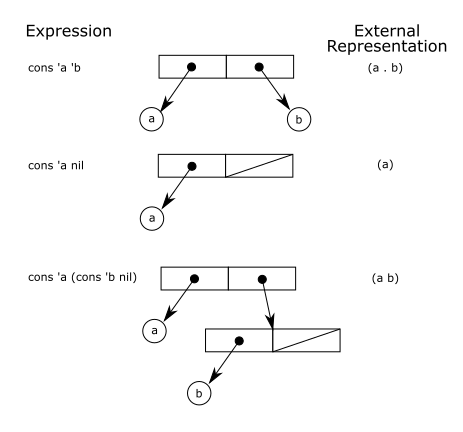 Expression
External
Representation
cons 'a 'b
(a . b)
a
b
cons 'a nil
(a)
a
cons 'a (cons 'b nil)
(a b)
a
b